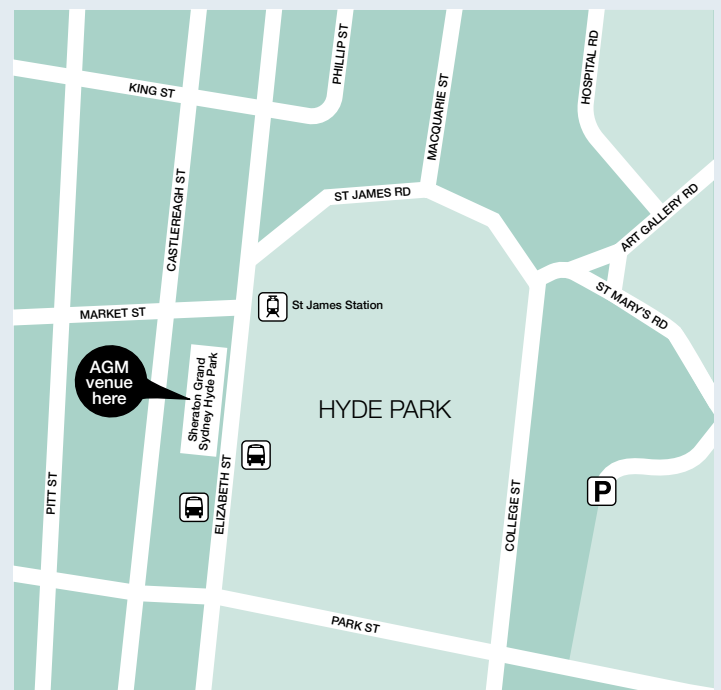 PHILLIP ST
HOSPITAL RD
KING ST
MACQUARIE ST
ST JAMES RD
CASTLEREAGH ST
ART GALLERY RD
ST MARY'S RD
MARKET ST
St James Station
AGM
venue
here
Sheraton Grand
Sydney Hyde Park
HYDE PARK
PITT ST
ELIZABETH ST
COLLEGE ST
P
PARK ST